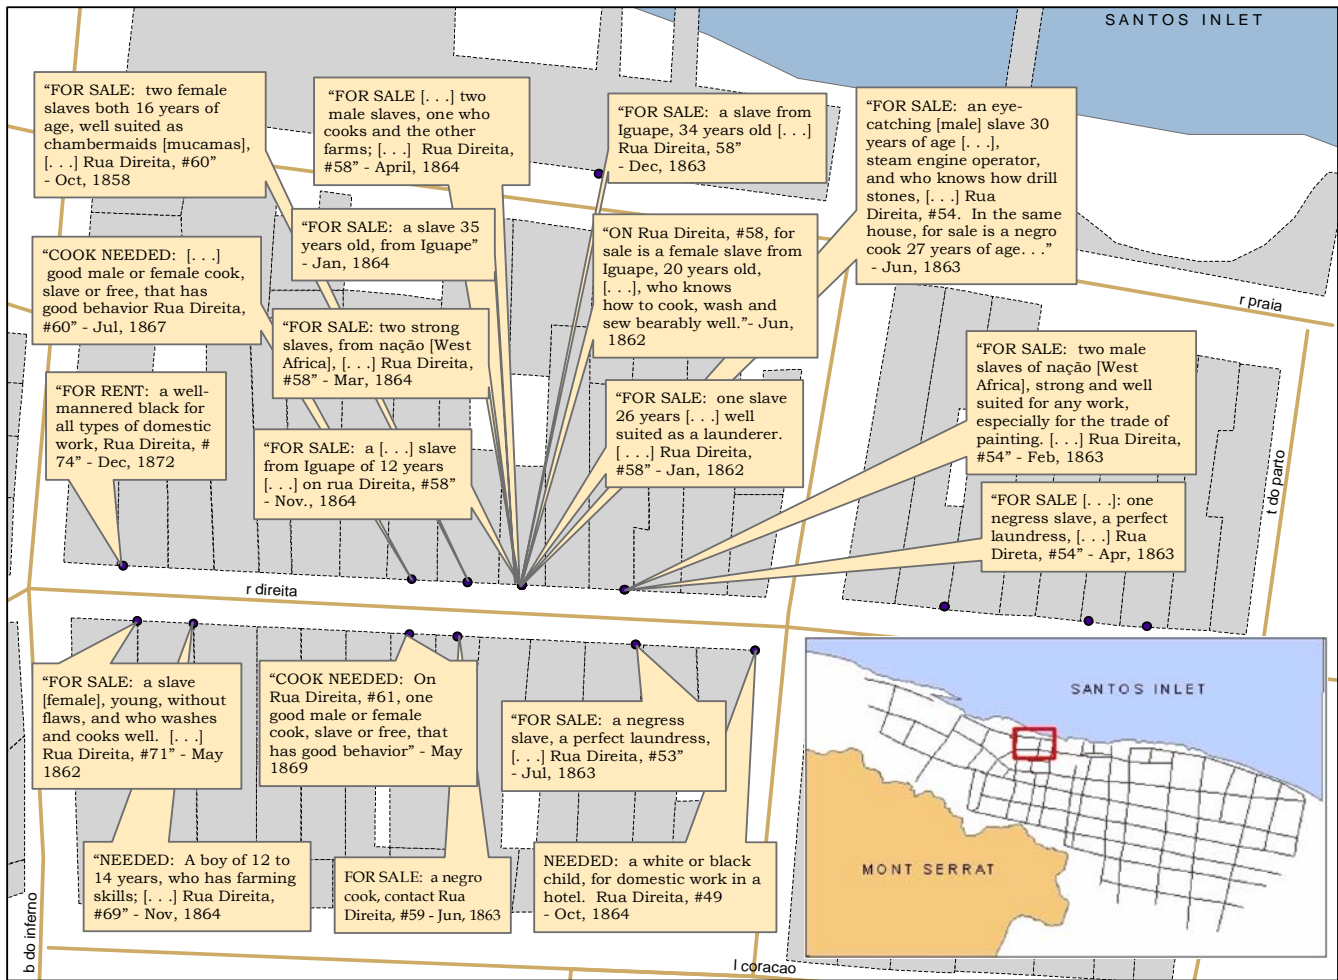 SANTOS INLET
“FOR SALE: two female
slaves both 16 years of
age, well suited as
chambermaids [mucamas],
[. . .] Rua Direita, #60”
- Oct, 1858
“FOR SALE [. . .] two
male slaves, one who
cooks and the other
farms; [. . .] Rua Direita,
#58” - April, 1864
“FOR SALE: a slave from
Iguape, 34 years old [. . .]
Rua Direita, 58”
- Dec, 1863
“FOR SALE: an eye-
catching [male] slave 30
years of age [. . .],
steam engine operator,
and who knows how drill
stones, [. . .] Rua
Direita, #54. In the same
house, for sale is a negro
cook 27 years of age. . .”
- Jun, 1863
“FOR SALE: a slave 35
years old, from Iguape”
- Jan, 1864
“ON Rua Direita, #58, for
sale is a female slave from
Iguape, 20 years old,
[. . .], who knows
how to cook, wash and
sew bearably well.”- Jun,
1862
“COOK NEEDED: [. . .]
good male or female cook,
slave or free, that has
good behavior Rua Direita,
#60” - Jul, 1867
r praia
“FOR SALE: two strong
slaves, from nação [West
Africa], [. . .] Rua Direita,
#58” - Mar, 1864
“FOR SALE: two male
slaves of nação [West
Africa], strong and well
suited for any work,
especially for the trade of
painting. [. . .] Rua Direita,
#54” - Feb, 1863
“FOR RENT: a well-
mannered black for
all types of domestic
work, Rua Direita, #
74” - Dec, 1872
“FOR SALE: one slave
26 years [. . .] well
suited as a launderer.
[. . .] Rua Direita,
#58” - Jan, 1862
“FOR SALE: a [. . .] slave
from Iguape of 12 years
[. . .] on rua Direita, #58”
- Nov., 1864
t do parto
“FOR SALE [. . .]: one
negress slave, a perfect
laundress, [. . .] Rua
Direta, #54” - Apr, 1863
r direita
“FOR SALE: a slave
[female], young, without
flaws, and who washes
and cooks well. [. . .]
Rua Direita, #71” - May
1862
“COOK NEEDED: On
Rua Direita, #61, one
good male or female
cook, slave or free, that
has good behavior” - May
1869
“FOR SALE: a negress
slave, a perfect laundress,
[. . .] Rua Direita, #53”
- Jul, 1863
SANTOS INLET
MONT SERRAT
“NEEDED: A boy of 12 to
14 years, who has farming
skills; [. . .] Rua Direita,
#69” - Nov, 1864
FOR SALE: a negro
cook, contact Rua
Direita, #59 - Jun, 1863
NEEDED: a white or black
child, for domestic work in a
hotel. Rua Direita, #49
- Oct, 1864
b do inferno
l coracao